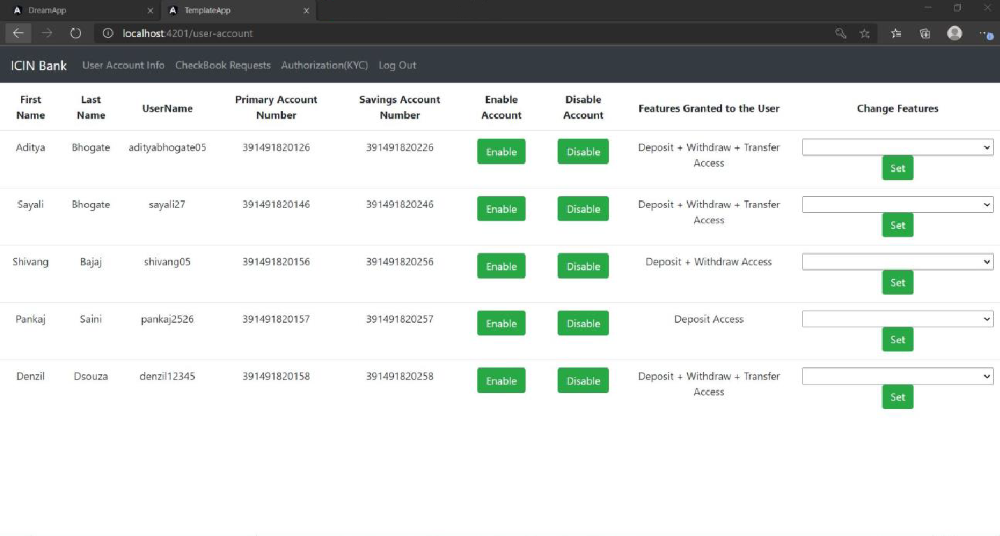 DreamApp
TemplateApp
localhost:4201/user-account
ICIN Bank User Account Info CheckBook Requests Authorization(KYC) Log Out
First Name Last Name UserName Primary Account Number Savings Account Number Enable Account Disable Account Features Granted to the User Change Features
Aditya Bhogate adityabhogate05 391491820126 391491820226 Enable Disable Deposit + Withdraw + Transfer Access
Set
Sayali Bhogate sayali27 391491820146 391491820246 Enable Disable Deposit + Withdraw + Transfer Access
Set
Shivang Bajaj shivang05 391491820156 391491820256 Enable Disable Deposit + Withdraw Access
Set
Pankaj Saini pankaj2526 391491820157 391491820257 Enable Disable Deposit Access
Set
Denzil Dsouza denzil12345 391491820158 391491820258 Enable Disable Deposit + Withdraw + Transfer Access
Set